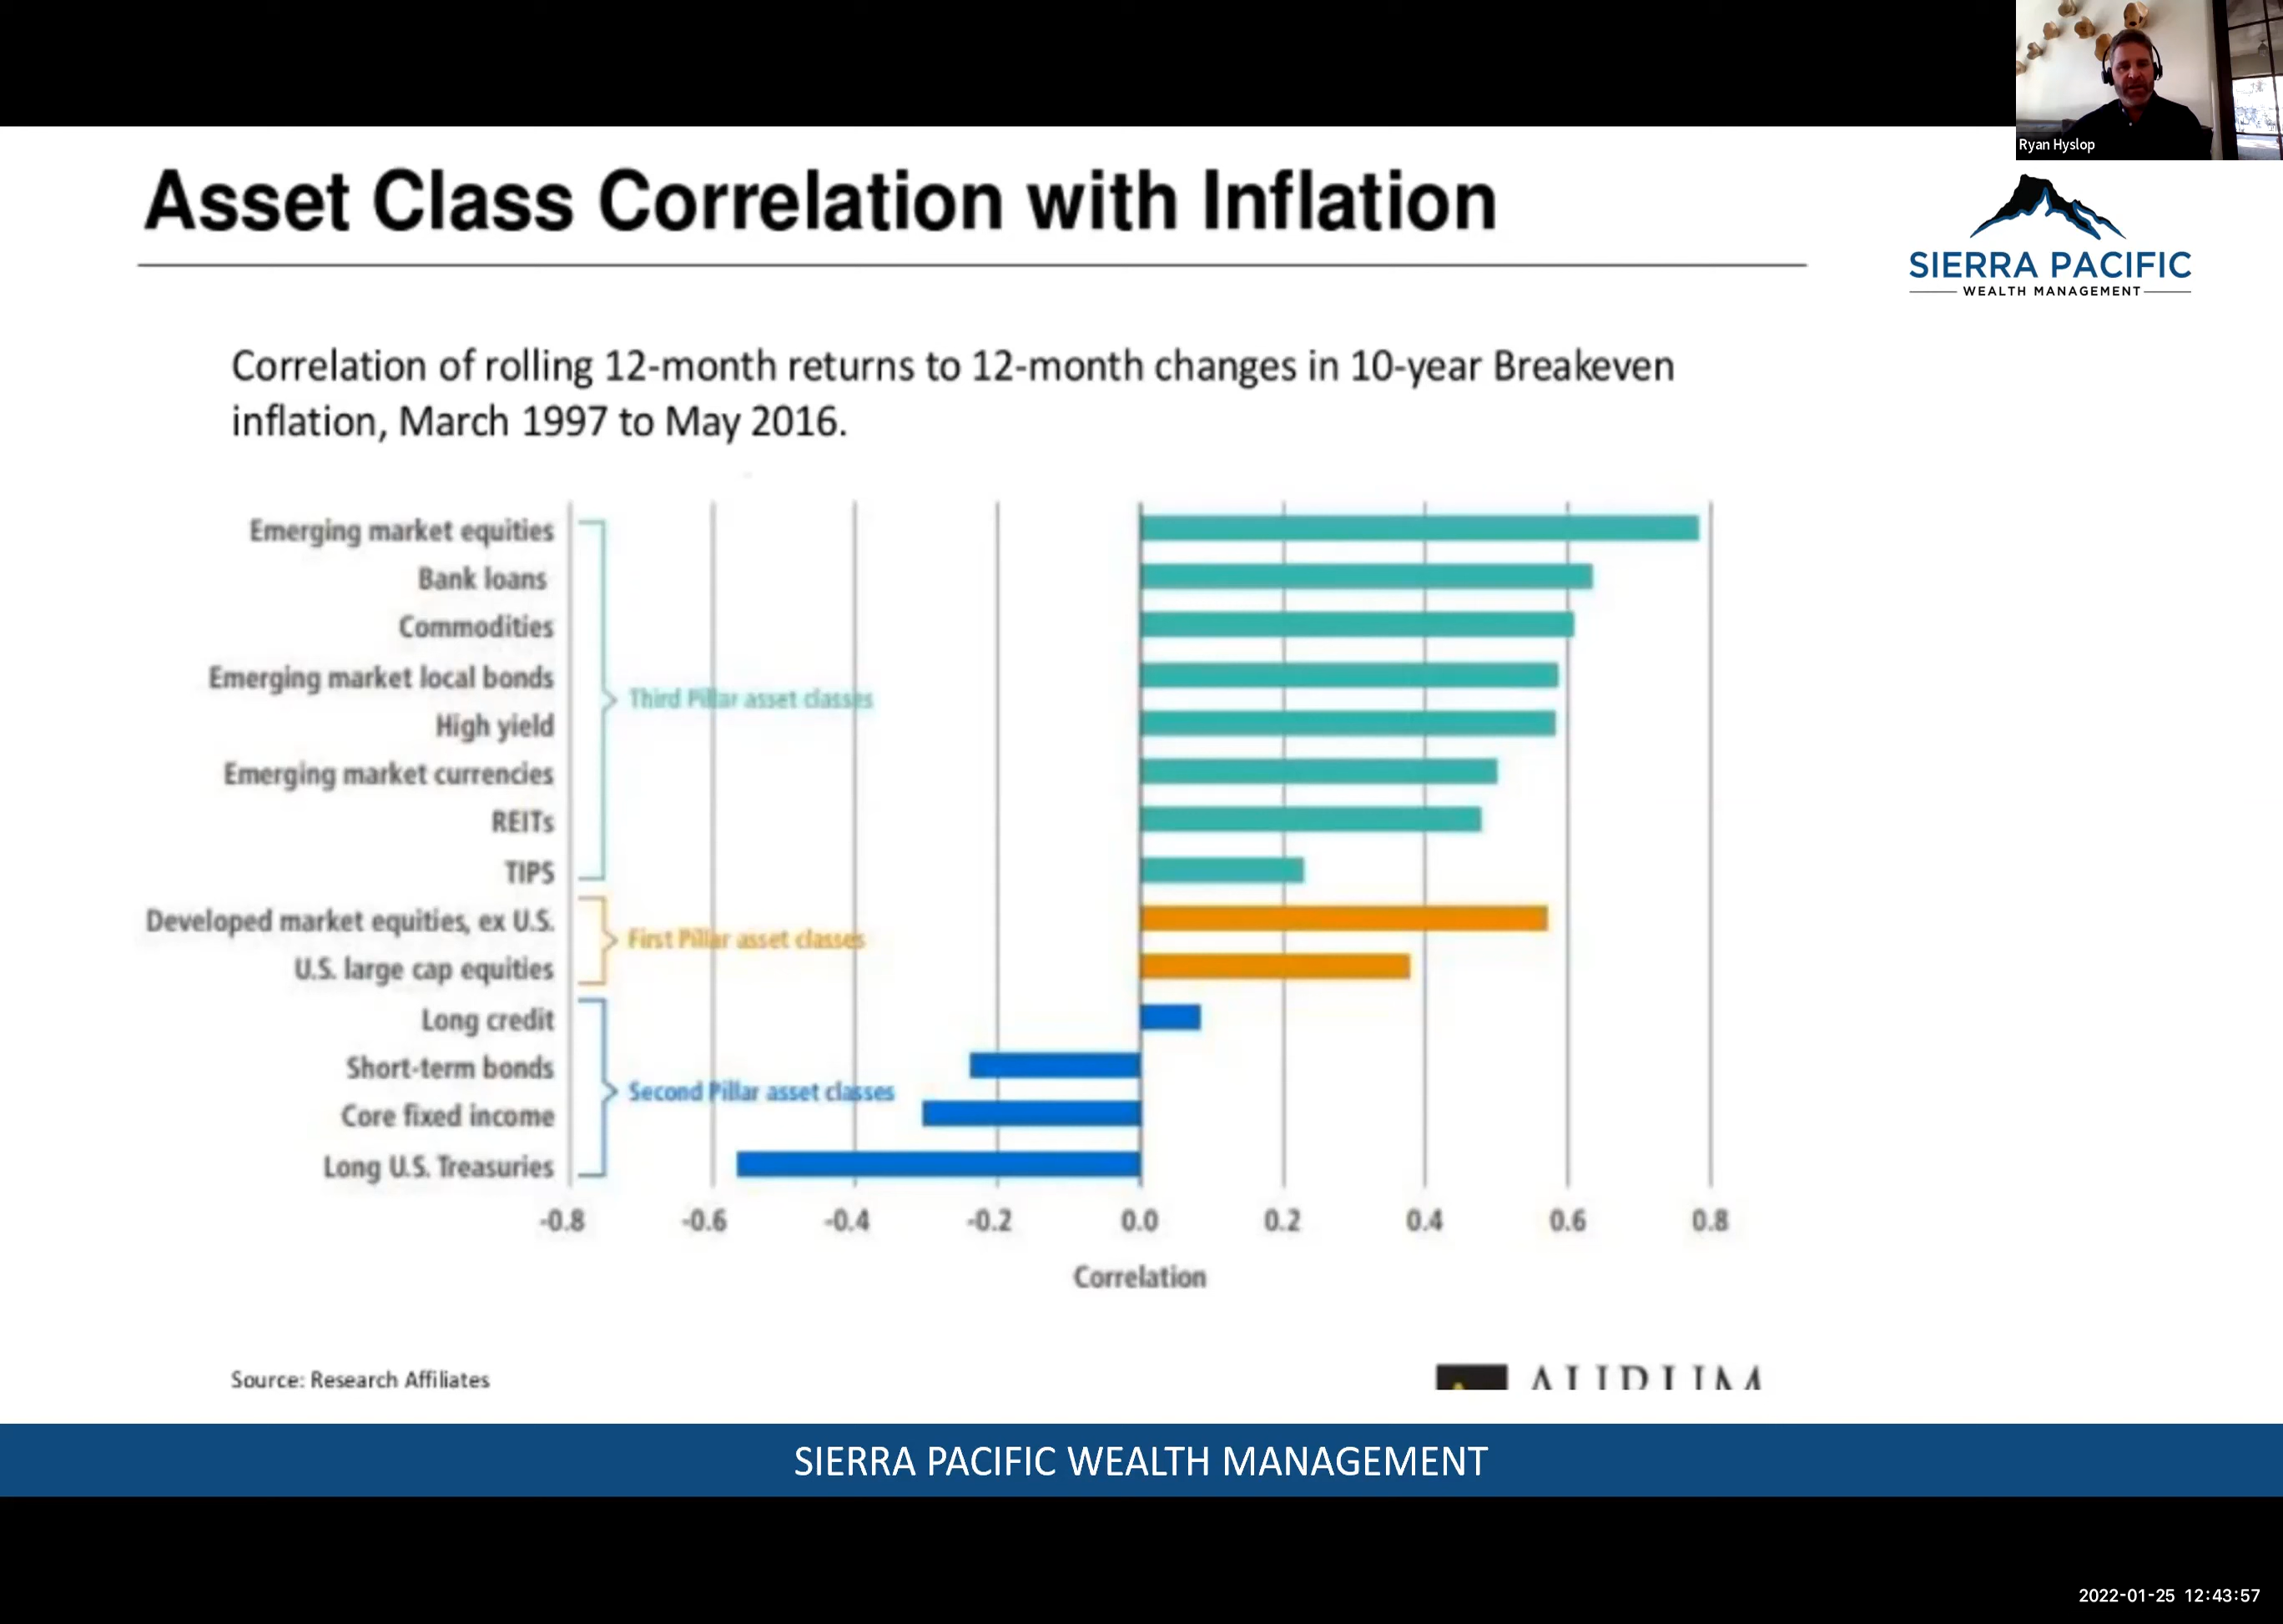 Ryan Hyslop
Asset Class Correlation with Inflation
SIERRA PACIFIC
WEALTH MANAGEMENT
Correlation of rolling 12-month returns to 12-month changes in 10-year Breakeven
inflation, March 1997 to May 2016.
Emerging market equities
Bank loans
Commodities
Emerging market local bonds
Third Pillar asset classes
High yield
Emerging market currencies
REITs
TIPS
Developed market equities, ex U.S.
First Pillar asset classes
U.S. large cap equities
Long credit
Short-term bonds
Second Pillar asset classes
Core fixed income
Long U.S. Treasuries
-0.8 -0.6 -0.4 -0.2 0.0 0.2 0.4 0.6 0.8
Correlation
Source: Research Affiliates
AURUM
SIERRA PACIFIC WEALTH MANAGEMENT
2022-01-25 12:43:57